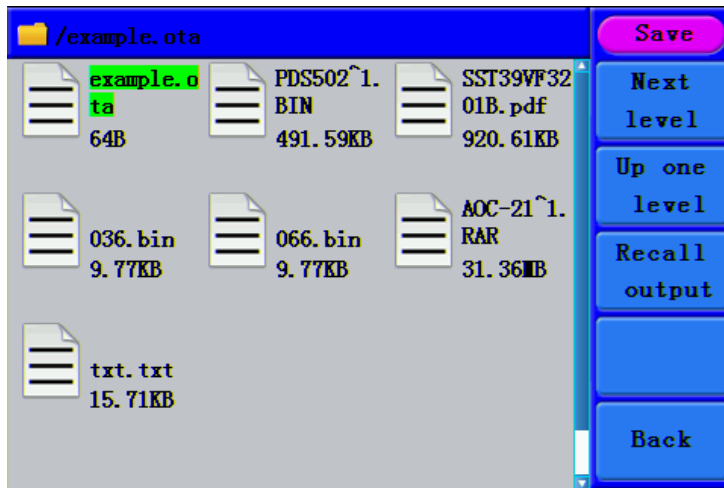 /example.ota
example.o
ta
64B
PDS502~1.
BIN
491.59KB
SST39VF32
01B.pdf
920.61KB
036.bin
9.77KB
066.bin
9.77KB
AOC-21~1.
RAR
31.36MB
txt.txt
15.71KB
Save
Next
level
Up one
level
Recall
output
Back